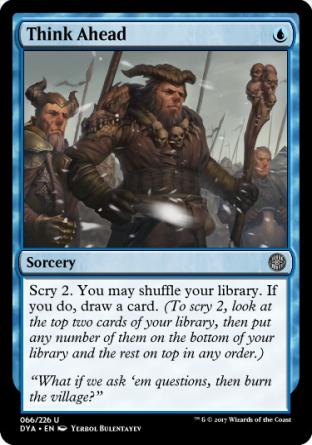 Think Ahead
Sorcery
Scry 2. You may shuffle your library. If
you do, draw a card. (To scry 2, look at
the top two cards of your library, then put
any number of them on the bottom of your
library and the rest on top in any order.)
“What if we ask ‘em questions, then burn
the village?”
066/226 U
DYA • EN Yerbol Bulentayev
™ & © 2017 Wizards of the Coast